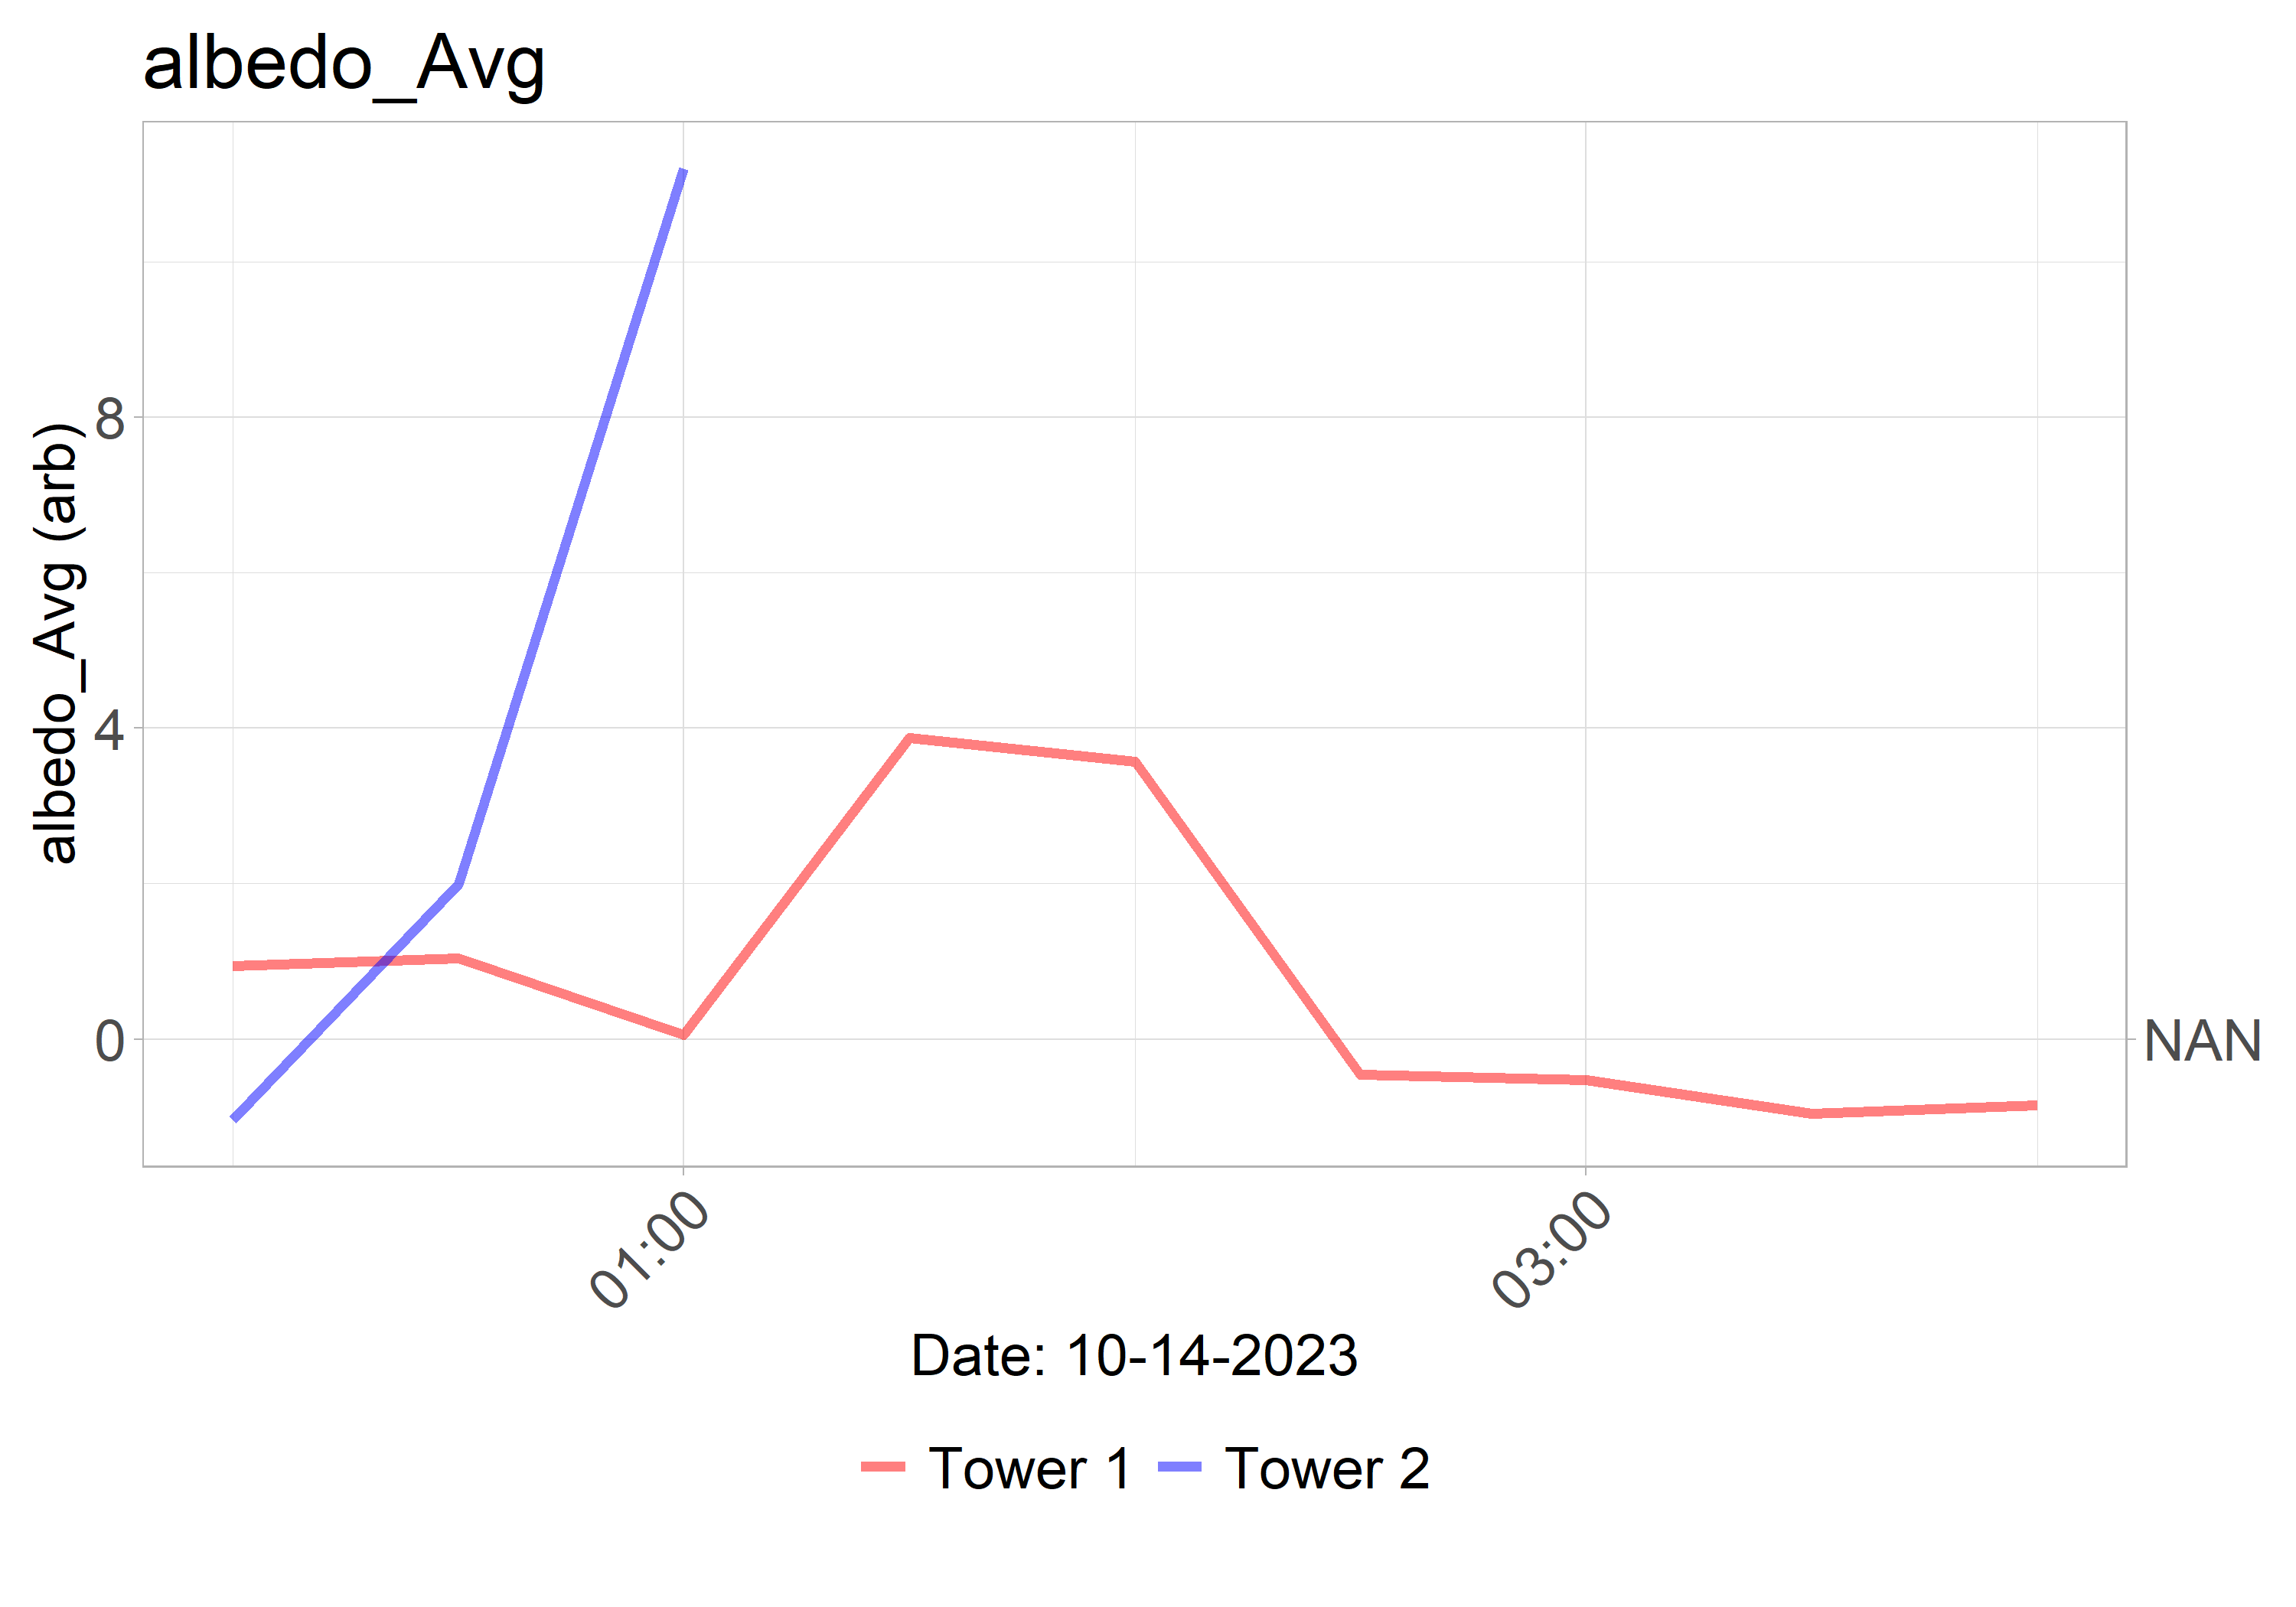 albedo_Avg
albedo_Avg (arb)
8
4
0
NAN
01:00
03:00
Date: 10-14-2023
Tower 1
Tower 2